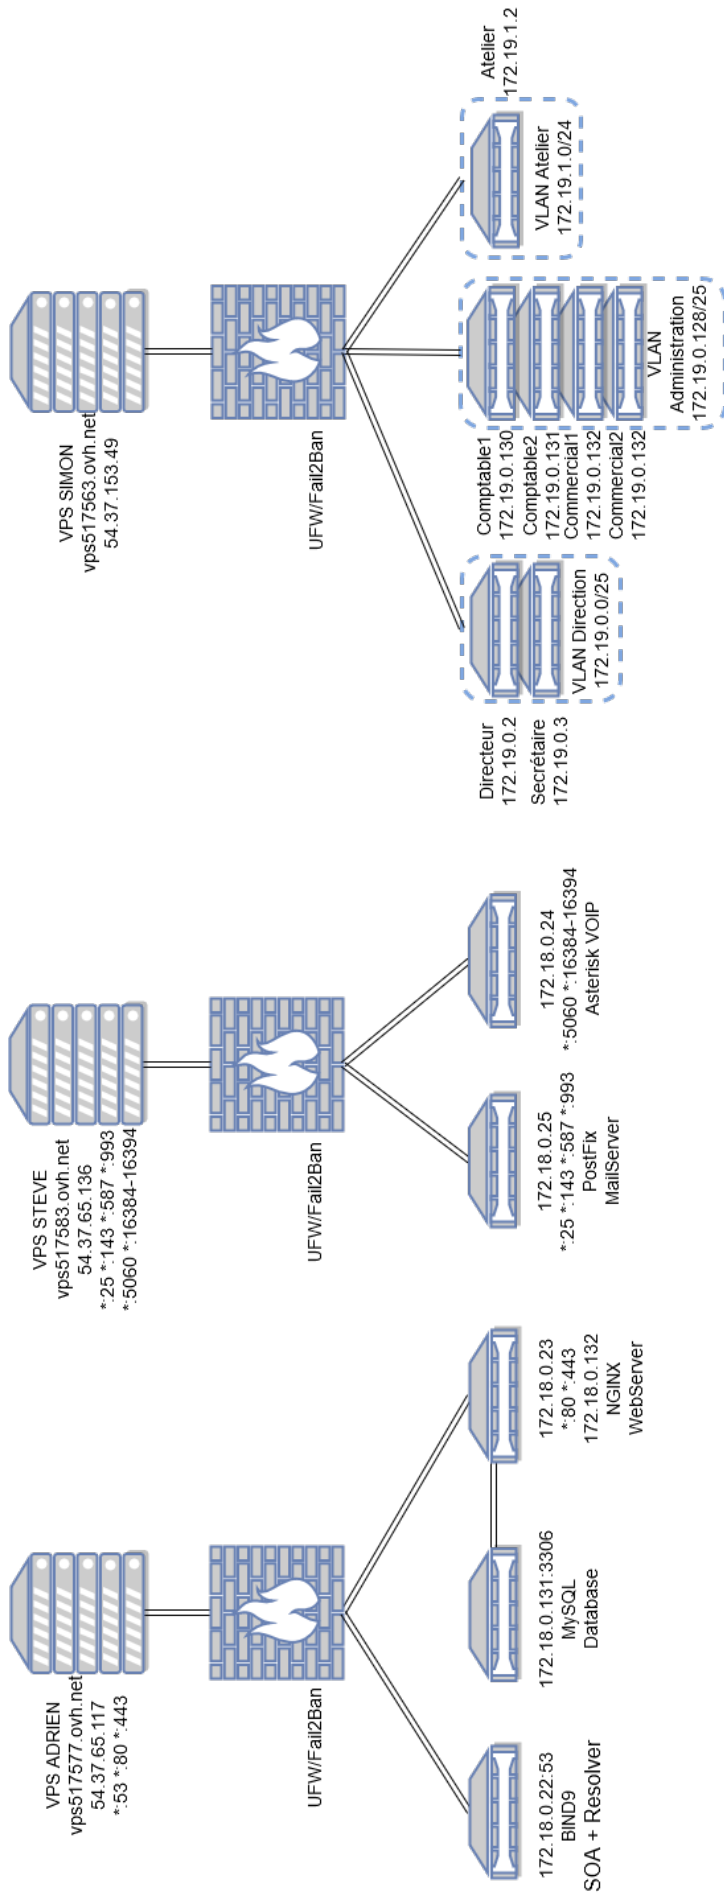 VPS ADRIEN
vps517577.ovh.net
54.37.65.117
*:53 *:80 *:443
UFW/Fail2Ban
172.18.0.22:53
BIND9
SOA + Resolver
172.18.0.131:3306
MySQL
Database
172.18.0.23
*:80 *:443
172.18.0.132
NGINX
WebServer
VPS STEVE
vps517583.ovh.net
54.37.65.136
*:25 *:143 *:587 *:993
*:5060 *:16384-16394
UFW/Fail2Ban
172.18.0.25
*:25 *:143 *:587 *:993
PostFix
MailServer
172.18.0.24
*:5060 *:16384-16394
Asterisk VOIP
VPS SIMON
vps517563.ovh.net
54.37.153.49
UFW/Fail2Ban
Directeur
172.19.0.2
Secrétaire
172.19.0.3
VLAN Direction
172.19.0.0/25
Comptable1
172.19.0.130
Comptable2
172.19.0.131
Commercial1
172.19.0.132
Commercial2
172.19.0.132
VLAN
Administration
172.19.0.128/25
Atelier
172.19.1.2
VLAN Atelier
172.19.1.0/24